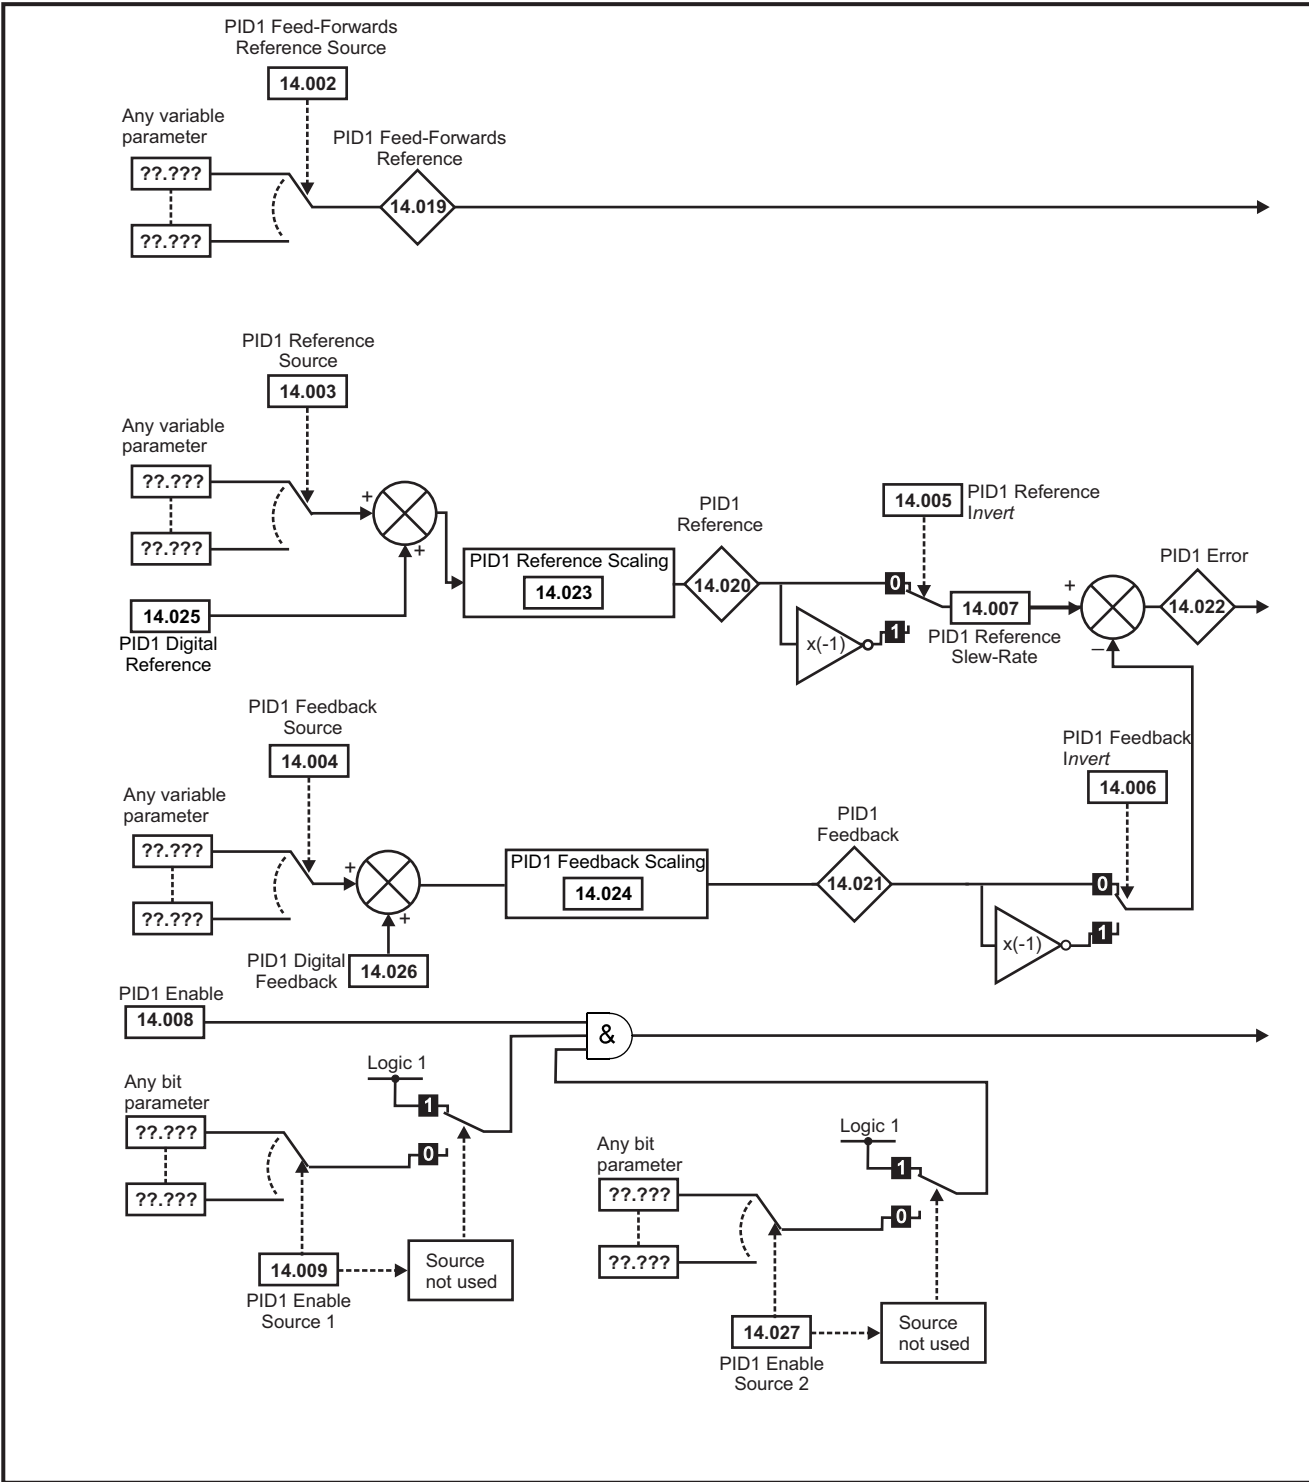 PID1 Feed-Forwards
Reference Source
14.002
Any variable
parameter
??.???
??.???
PID1 Feed-Forwards
Reference
14.019
PID1 Reference
Source
14.003
Any variable
parameter
??.???
??.???
+
+
14.025
PID1 Digital
Reference
PID1 Reference Scaling
14.023
PID1
Reference
14.020
14.005
PID1 Reference
Invert
0
x(-1)
1
14.007
PID1 Reference
Slew-Rate
+
–
PID1 Error
14.022
PID1 Feedback
Source
14.004
Any variable
parameter
??.???
??.???
+
+
PID1 Digital
Feedback
14.026
PID1 Feedback Scaling
14.024
PID1
Feedback
14.021
PID1 Feedback
Invert
14.006
0
x(-1)
1
PID1 Enable
14.008
&
Logic 1
1
0
Any bit
parameter
??.???
??.???
14.009
PID1 Enable
Source 1
Source
not used
Logic 1
1
0
Any bit
parameter
??.???
??.???
14.027
PID1 Enable
Source 2
Source
not used